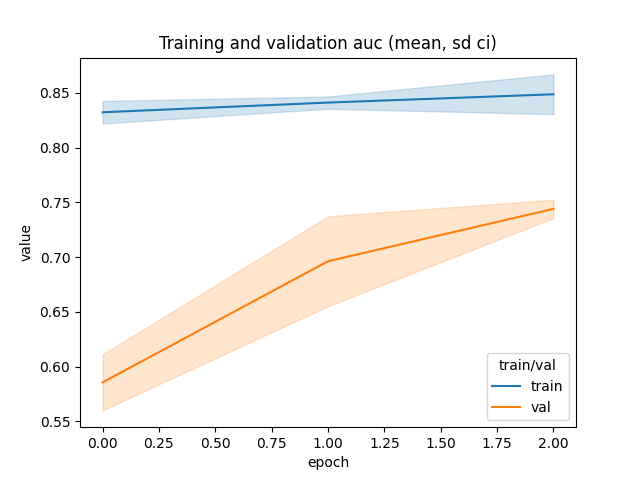 Training and validation auc (mean, sd ci)
value
0.85
0.80
0.75
0.70
0.65
0.60
0.55
train/val
train
val
0.00 0.25 0.50 0.75 1.00 1.25 1.50 1.75 2.00
epoch